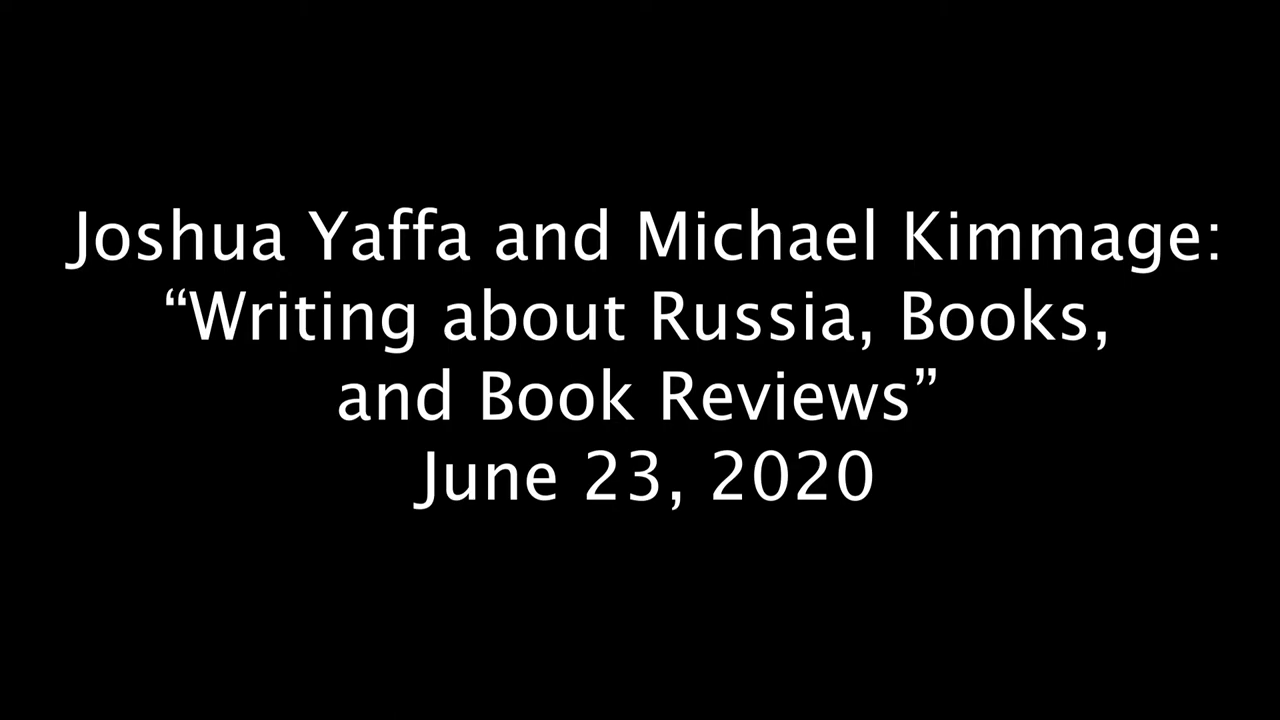 Joshua Yaffa and Michael Kimmage:
“Writing about Russia, Books,
and Book Reviews”
June 23, 2020